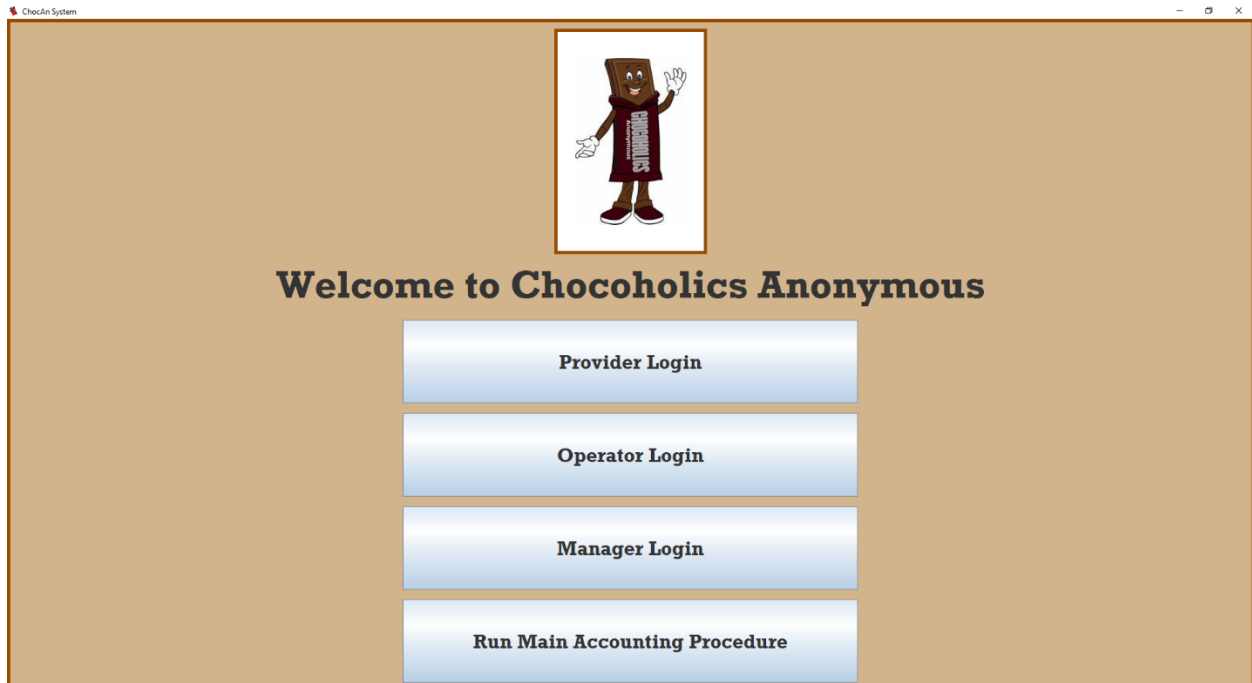 ChocAn System
CHOCOHOLICS
Anonymous
Welcome to Chocoholics Anonymous
Provider Login
Operator Login
Manager Login
Run Main Accounting Procedure